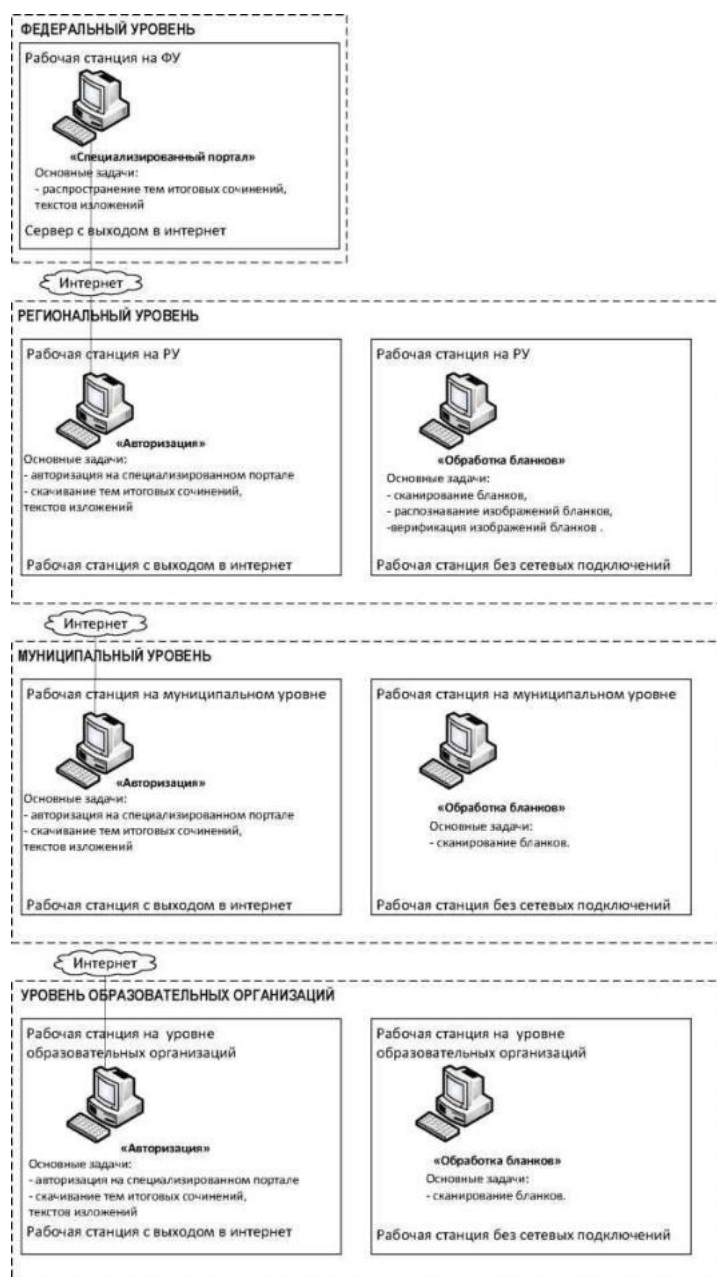 ФЕДЕРАЛЬНЫЙ УРОВЕНЬ
Рабочая станция на ФУ
«Специализированный портал»
Основные задачи:
- распространение тем итоговых сочинений,
текстов изложений
Сервер с выходом в интернет
Интернет
РЕГИОНАЛЬНЫЙ УРОВЕНЬ
Рабочая станция на РУ
«Авторизация»
Основные задачи:
- авторизация на специализированном портале
- скачивание тем итоговых сочинений,
текстов изложений
Рабочая станция с выходом в интернет
Рабочая станция на РУ
«Обработка бланков»
Основные задачи:
- сканирование бланков,
- распознавание изображений бланков,
-верификация изображений бланков .
Рабочая станция без сетевых подключений
Интернет
МУНИЦИПАЛЬНЫЙ УРОВЕНЬ
Рабочая станция на муниципальном уровне
«Авторизация»
Основные задачи:
- авторизация на специализированном портале
- скачивание тем итоговых сочинений,
текстов изложений
Рабочая станция с выходом в интернет
Рабочая станция на муниципальном уровне
«Обработка бланков»
Основные задачи:
- сканирование бланков.
Рабочая станция без сетевых подключений
Интернет
УРОВЕНЬ ОБРАЗОВАТЕЛЬНЫХ ОРГАНИЗАЦИЙ
Рабочая станция на уровне
образовательных организаций
«Авторизация»
Основные задачи:
- авторизация на специализированном портале
- скачивание тем итоговых сочинений,
текстов изложений
Рабочая станция с выходом в интернет
Рабочая станция на уровне
образовательных организаций
«Обработка бланков»
Основные задачи:
- сканирование бланков.
Рабочая станция без сетевых подключений